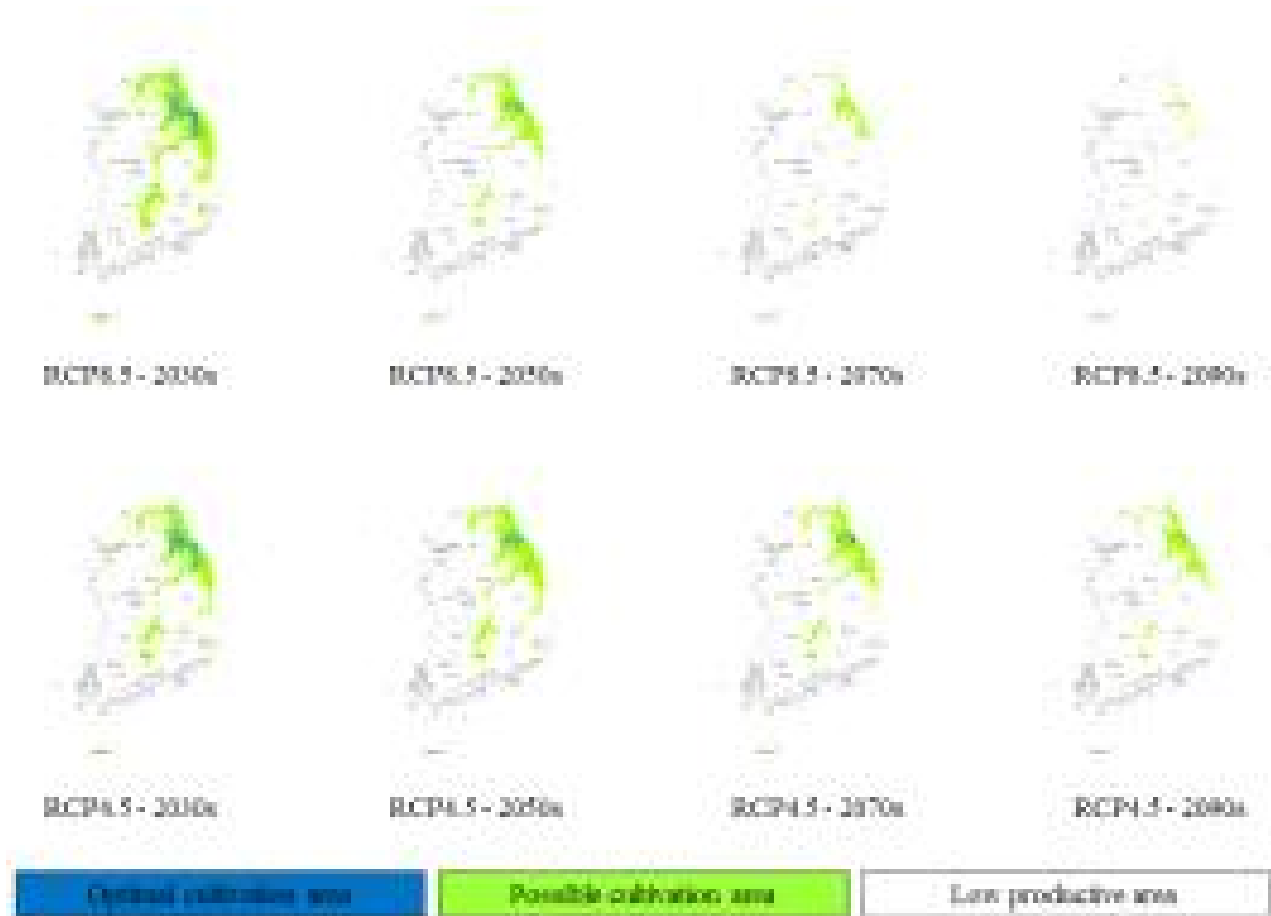 RCP8.5 - 2030s
RCP8.5 - 2050s
RCP8.5 - 2070s
RCP8.5 - 2090s
RCP4.5 - 2030s
RCP4.5 - 2050s
RCP4.5 - 2070s
RCP4.5 - 2090s
Optimal cultivation area
Possible cultivation area
Low productive area